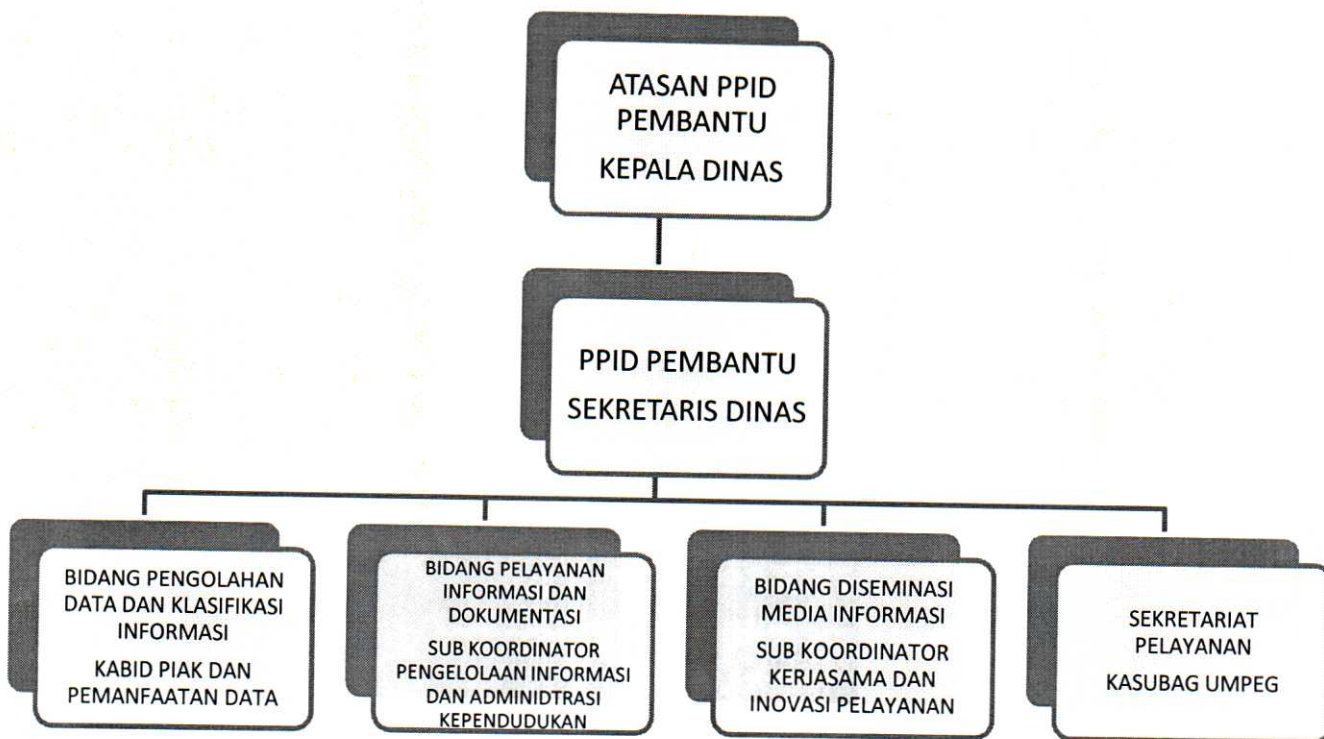 ATASAN PPID
PEMBANTU
KEPALA DINAS
PPID PEMBANTU
SEKRETARIS DINAS
BIDANG PENGOLAHAN
DATA DAN KLASIFIKASI
INFORMASI
KABID PIAK DAN
PEMANFAATAN DATA
BIDANG PELAYANAN
INFORMASI DAN
DOKUMENTASI
SUB KOORDINATOR
PENGELOLAAN INFORMASI
DAN ADMINIDTRASI
KEPENDUDUKAN
BIDANG DISEMINASI
MEDIA INFORMASI
SUB KOORDINATOR
KERJASAMA DAN
INOVASI PELAYANAN
SEKRETARIAT
PELAYANAN
KASUBAG UMPEG